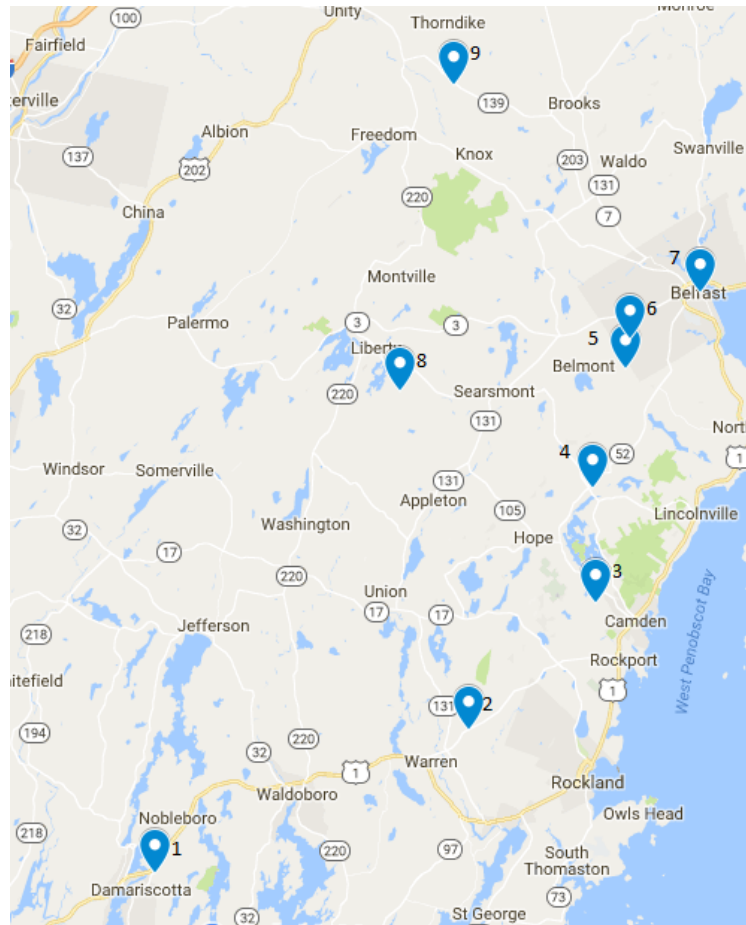 Unity
Thorndike
Monroe
100
Fairfield
9
terville
139
Brooks
Albion
Freedom
137
Knox
203
Waldo
Swanville
202
131
220
7
China
Montville
7
Belfast
32
Palermo
3
3
6
5
Liberty
8
Belmont
220
Searsmont
131
North
4
52
1
Windsor
Somerville
131
Appleton
105
Lincolnville
32
Washington
Hope
17
220
3
Union
17
17
218
Jefferson
Camden
West Penobscot Bay
Rockport
hitefield
131
2
1
194
32
220
Warren
1
Waldoboro
Rockland
Nobleboro
Owls Head
218
1
220
97
South
Thomaston
Damariscotta
73
32
St George